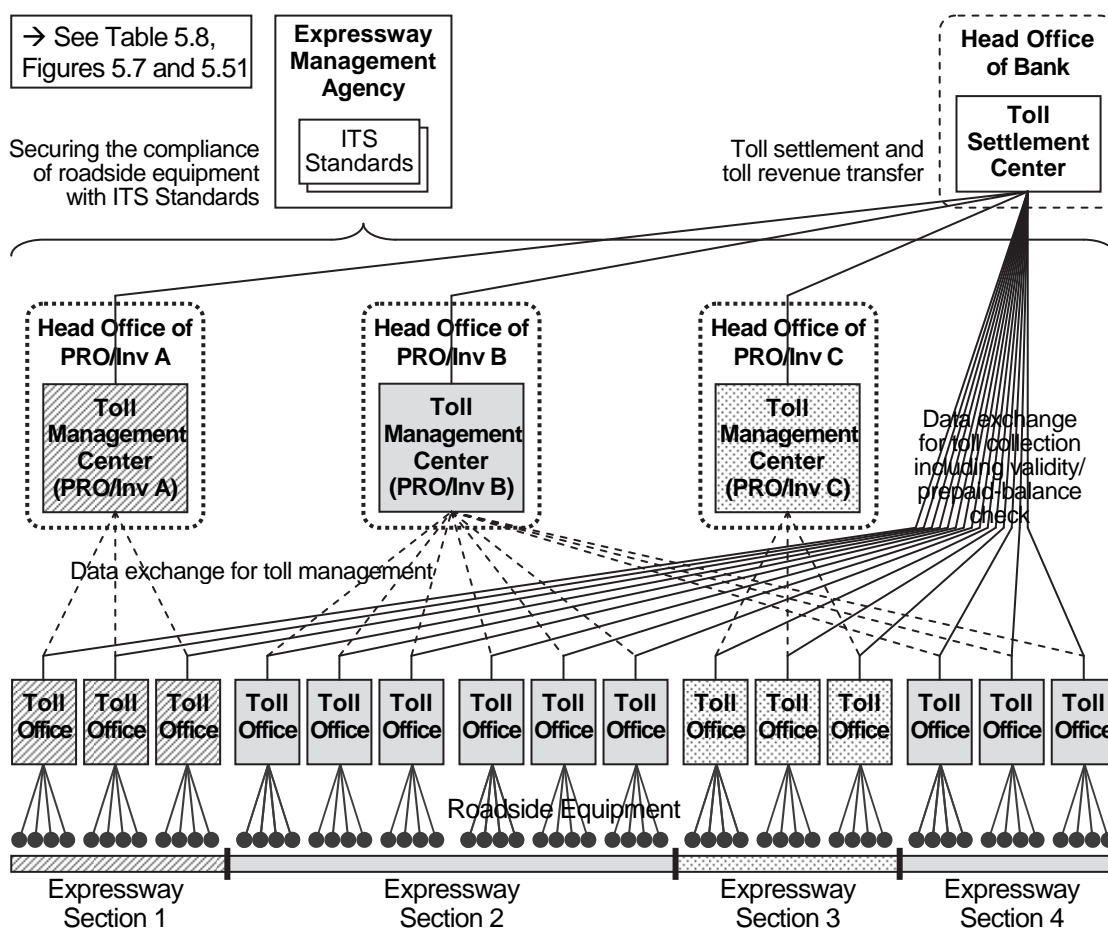 → See Table 5.8,
Figures 5.7 and 5.51
Expressway
Management
Agency
ITS
Standards
Head Office
of Bank
Toll
Settlement
Center
Securing the compliance
of roadside equipment
with ITS Standards
Toll settlement and
toll revenue transfer
Head Office of
PRO/Inv A
Toll
Management
Center
(PRO/Inv A)
Head Office of
PRO/Inv B
Toll
Management
Center
(PRO/Inv B)
Head Office of
PRO/Inv C
Toll
Management
Center
(PRO/Inv C)
Data exchange
for toll collection
including validity/
prepaid-balance
check
Data exchange for toll management
Toll
Office
Toll
Office
Toll
Office
Toll
Office
Toll
Office
Toll
Office
Toll
Office
Toll
Office
Toll
Office
Toll
Office
Toll
Office
Toll
Office
Toll
Office
Toll
Office
Toll
Office
Roadside Equipment
Expressway
Section 1
Expressway
Section 2
Expressway
Section 3
Expressway
Section 4